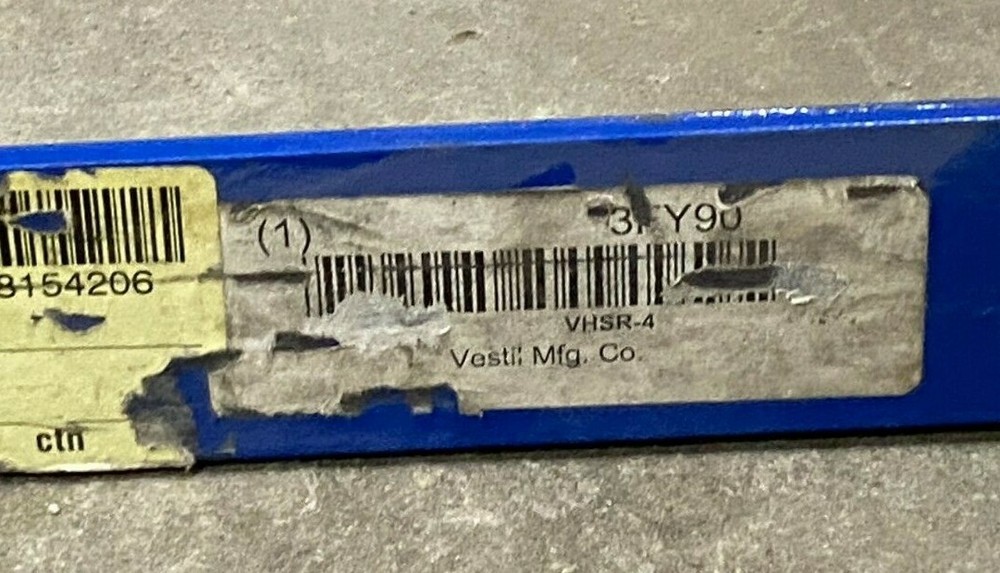 8154206
ctn
(1)
VHSR-4
Vestil Mfg. Co.